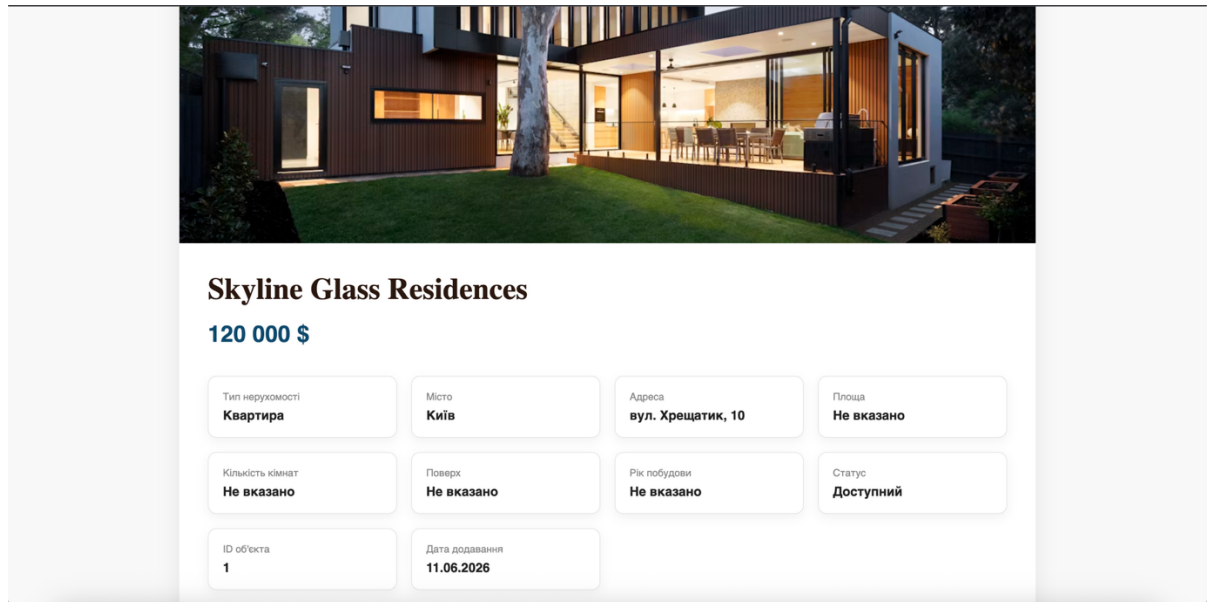 Skyline Glass Residences
120 000 $
Тип нерухомості
Квартира
Місто
Київ
Адреса
вул. Хрещатик, 10
Площа
Не вказано
Кількість кімнат
Не вказано
Поверх
Не вказано
Рік побудови
Не вказано
Статус
Доступний
ID об'єкта
1
Дата додавання
11.06.2026